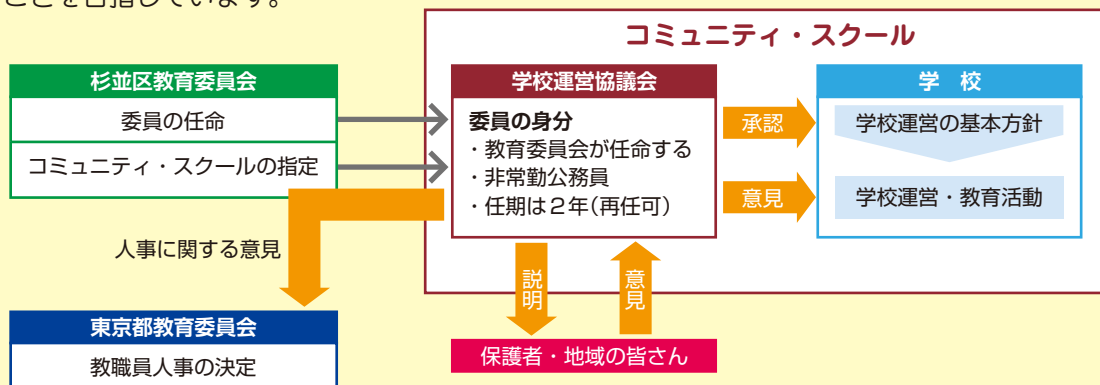 ことを目指しています。
コミュニティ・スクール
杉並区教育委員会
委員の任命
コミュニティ・スクールの指定
学校運営協議会
委員の身分
・教育委員会が任命する
・非常勤公務員
・任期は2年(再任可)
承認
意見
学 校
学校運営の基本方針
学校運営・教育活動
人事に関する意見
説明
意見
東京都教育委員会
教職員人事の決定
保護者・地域の皆さん